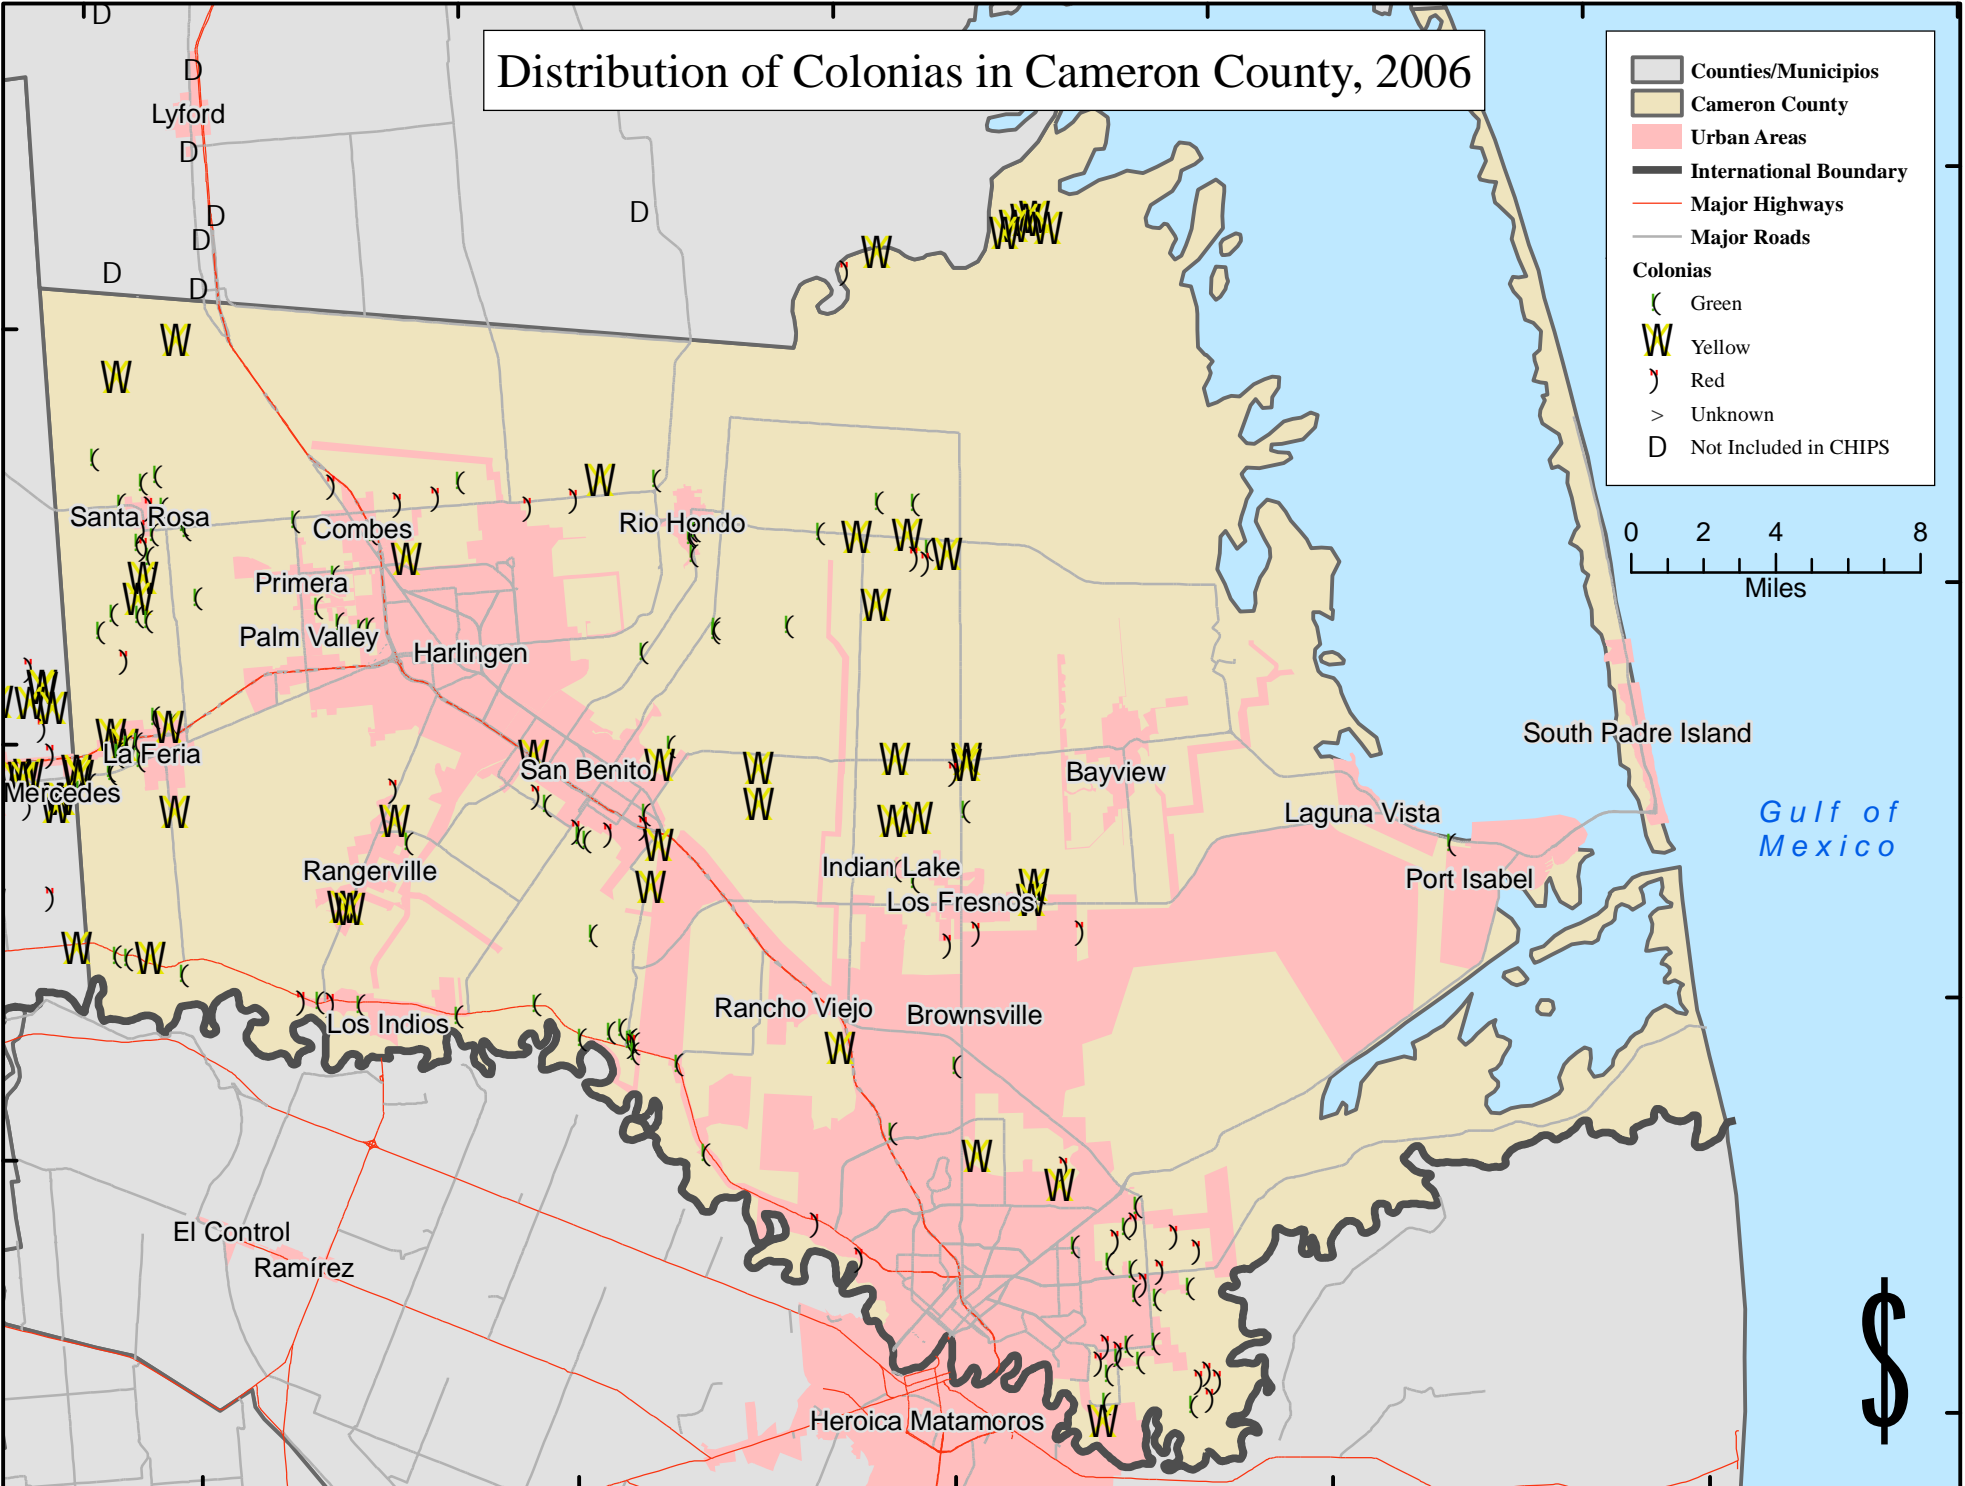 Distribution of Colonias in Cameron County, 2006
Counties/Municipios
Cameron County
Urban Areas
International Boundary
Major Highways
Major Roads
Colonias
( Green
W Yellow
) Red
> Unknown
D Not Included in CHIPS
0 2 4 8
Miles
D
D
Lyford
D
D
D
D
D
D
W
W
W
W
W
W
Santa Rosa
Combes
Rio Hondo
Primera
Palm Valley
Harlingen
South Padre Island
La Feria
San Benito
Bayview
Mercedes
Laguna Vista
Gulf of
Mexico
Rangerville
Indian Lake
Port Isabel
Los Fresnos
Rancho Viejo
Brownsville
Los Indios
El Control
Ramírez
Heroica Matamoros
$